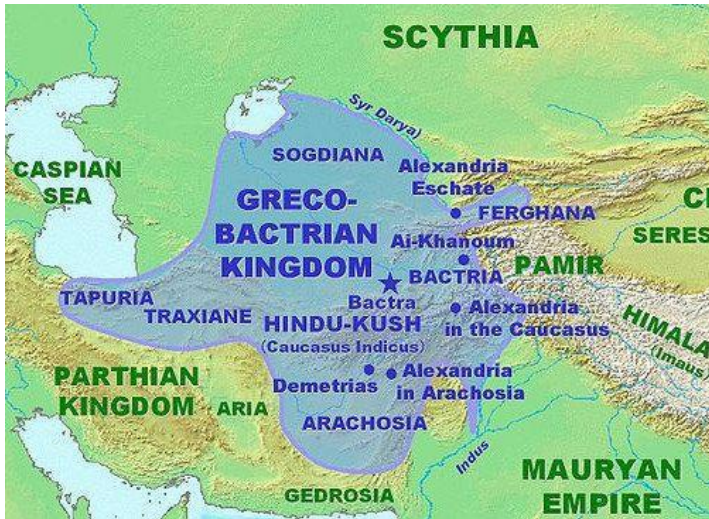 SCYTHIA
Syr Darya)
SOGDIANA
CASPIAN
SEA
Alexandria
Eschate
GRECO-
BACTRIAN
KINGDOM
FERGHANA
C
SERES
Ai-Khanoum
BACTRIA
PAMIR
TAPURIA
TRAXIANE
Bactra
Alexandria
in the Caucasus
HINDU-KUSH
(Caucasus Indicus)
HIMALA
(Imaus)
PARTHIAN
KINGDOM
ARIA
Demetrias
Alexandria
in Arachosia
ARACHOSIA
Indus
MAURYAN
EMPIRE
GEDROSIA